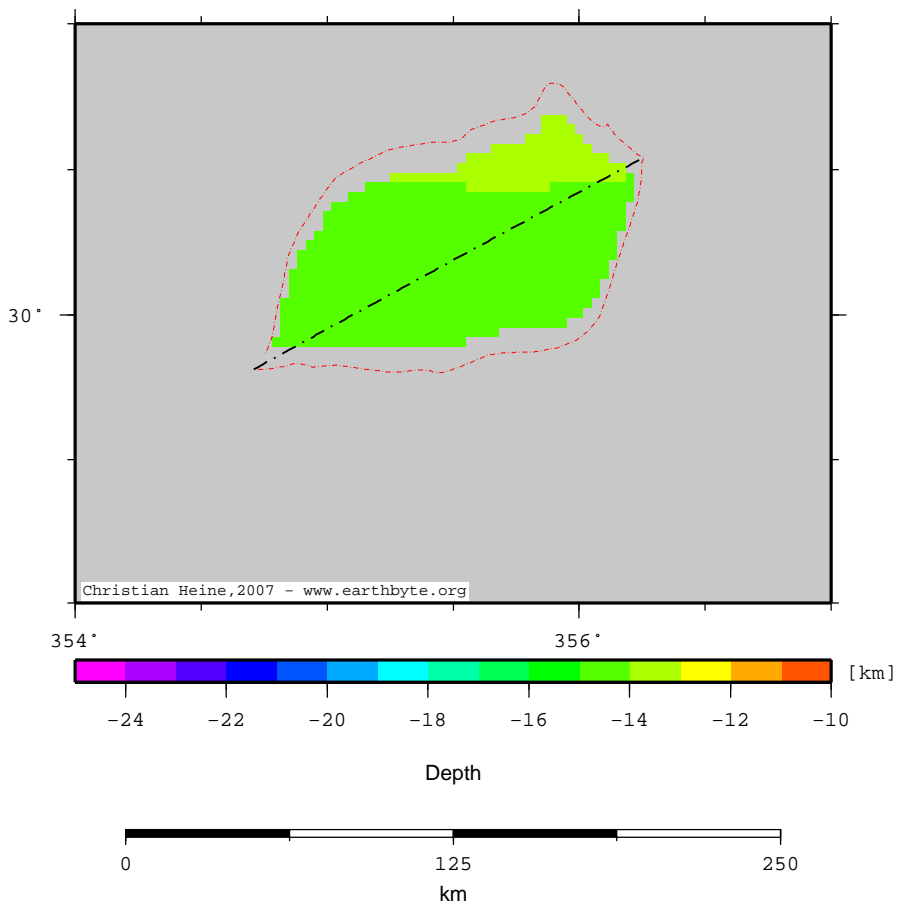 30°
Christian Heine,2007 - www.earthbyte.org
354° 356°
[km]
-24 -22 -20 -18 -16 -14 -12 -10
Depth
0 125 250
km